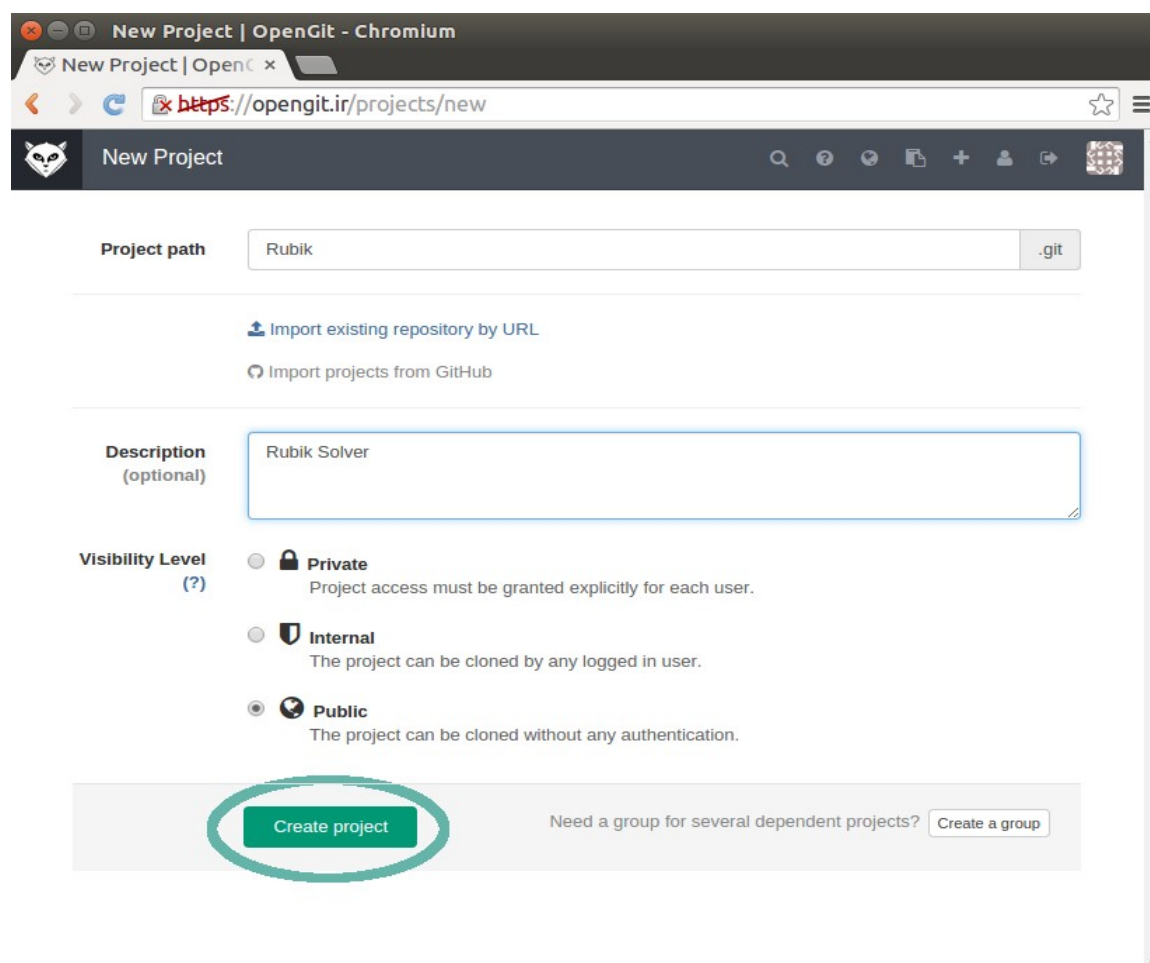 New Project | OpenGit - Chromium
New Project | OpenG
https://opengit.ir/projects/new
New Project
Project path
Rubik
.git
Import existing repository by URL
Import projects from GitHub
Description
(optional)
Rubik Solver
Visibility Level
(?)
Private
Project access must be granted explicitly for each user.
Internal
The project can be cloned by any logged in user.
Public
The project can be cloned without any authentication.
Create project
Need a group for several dependent projects? Create a group